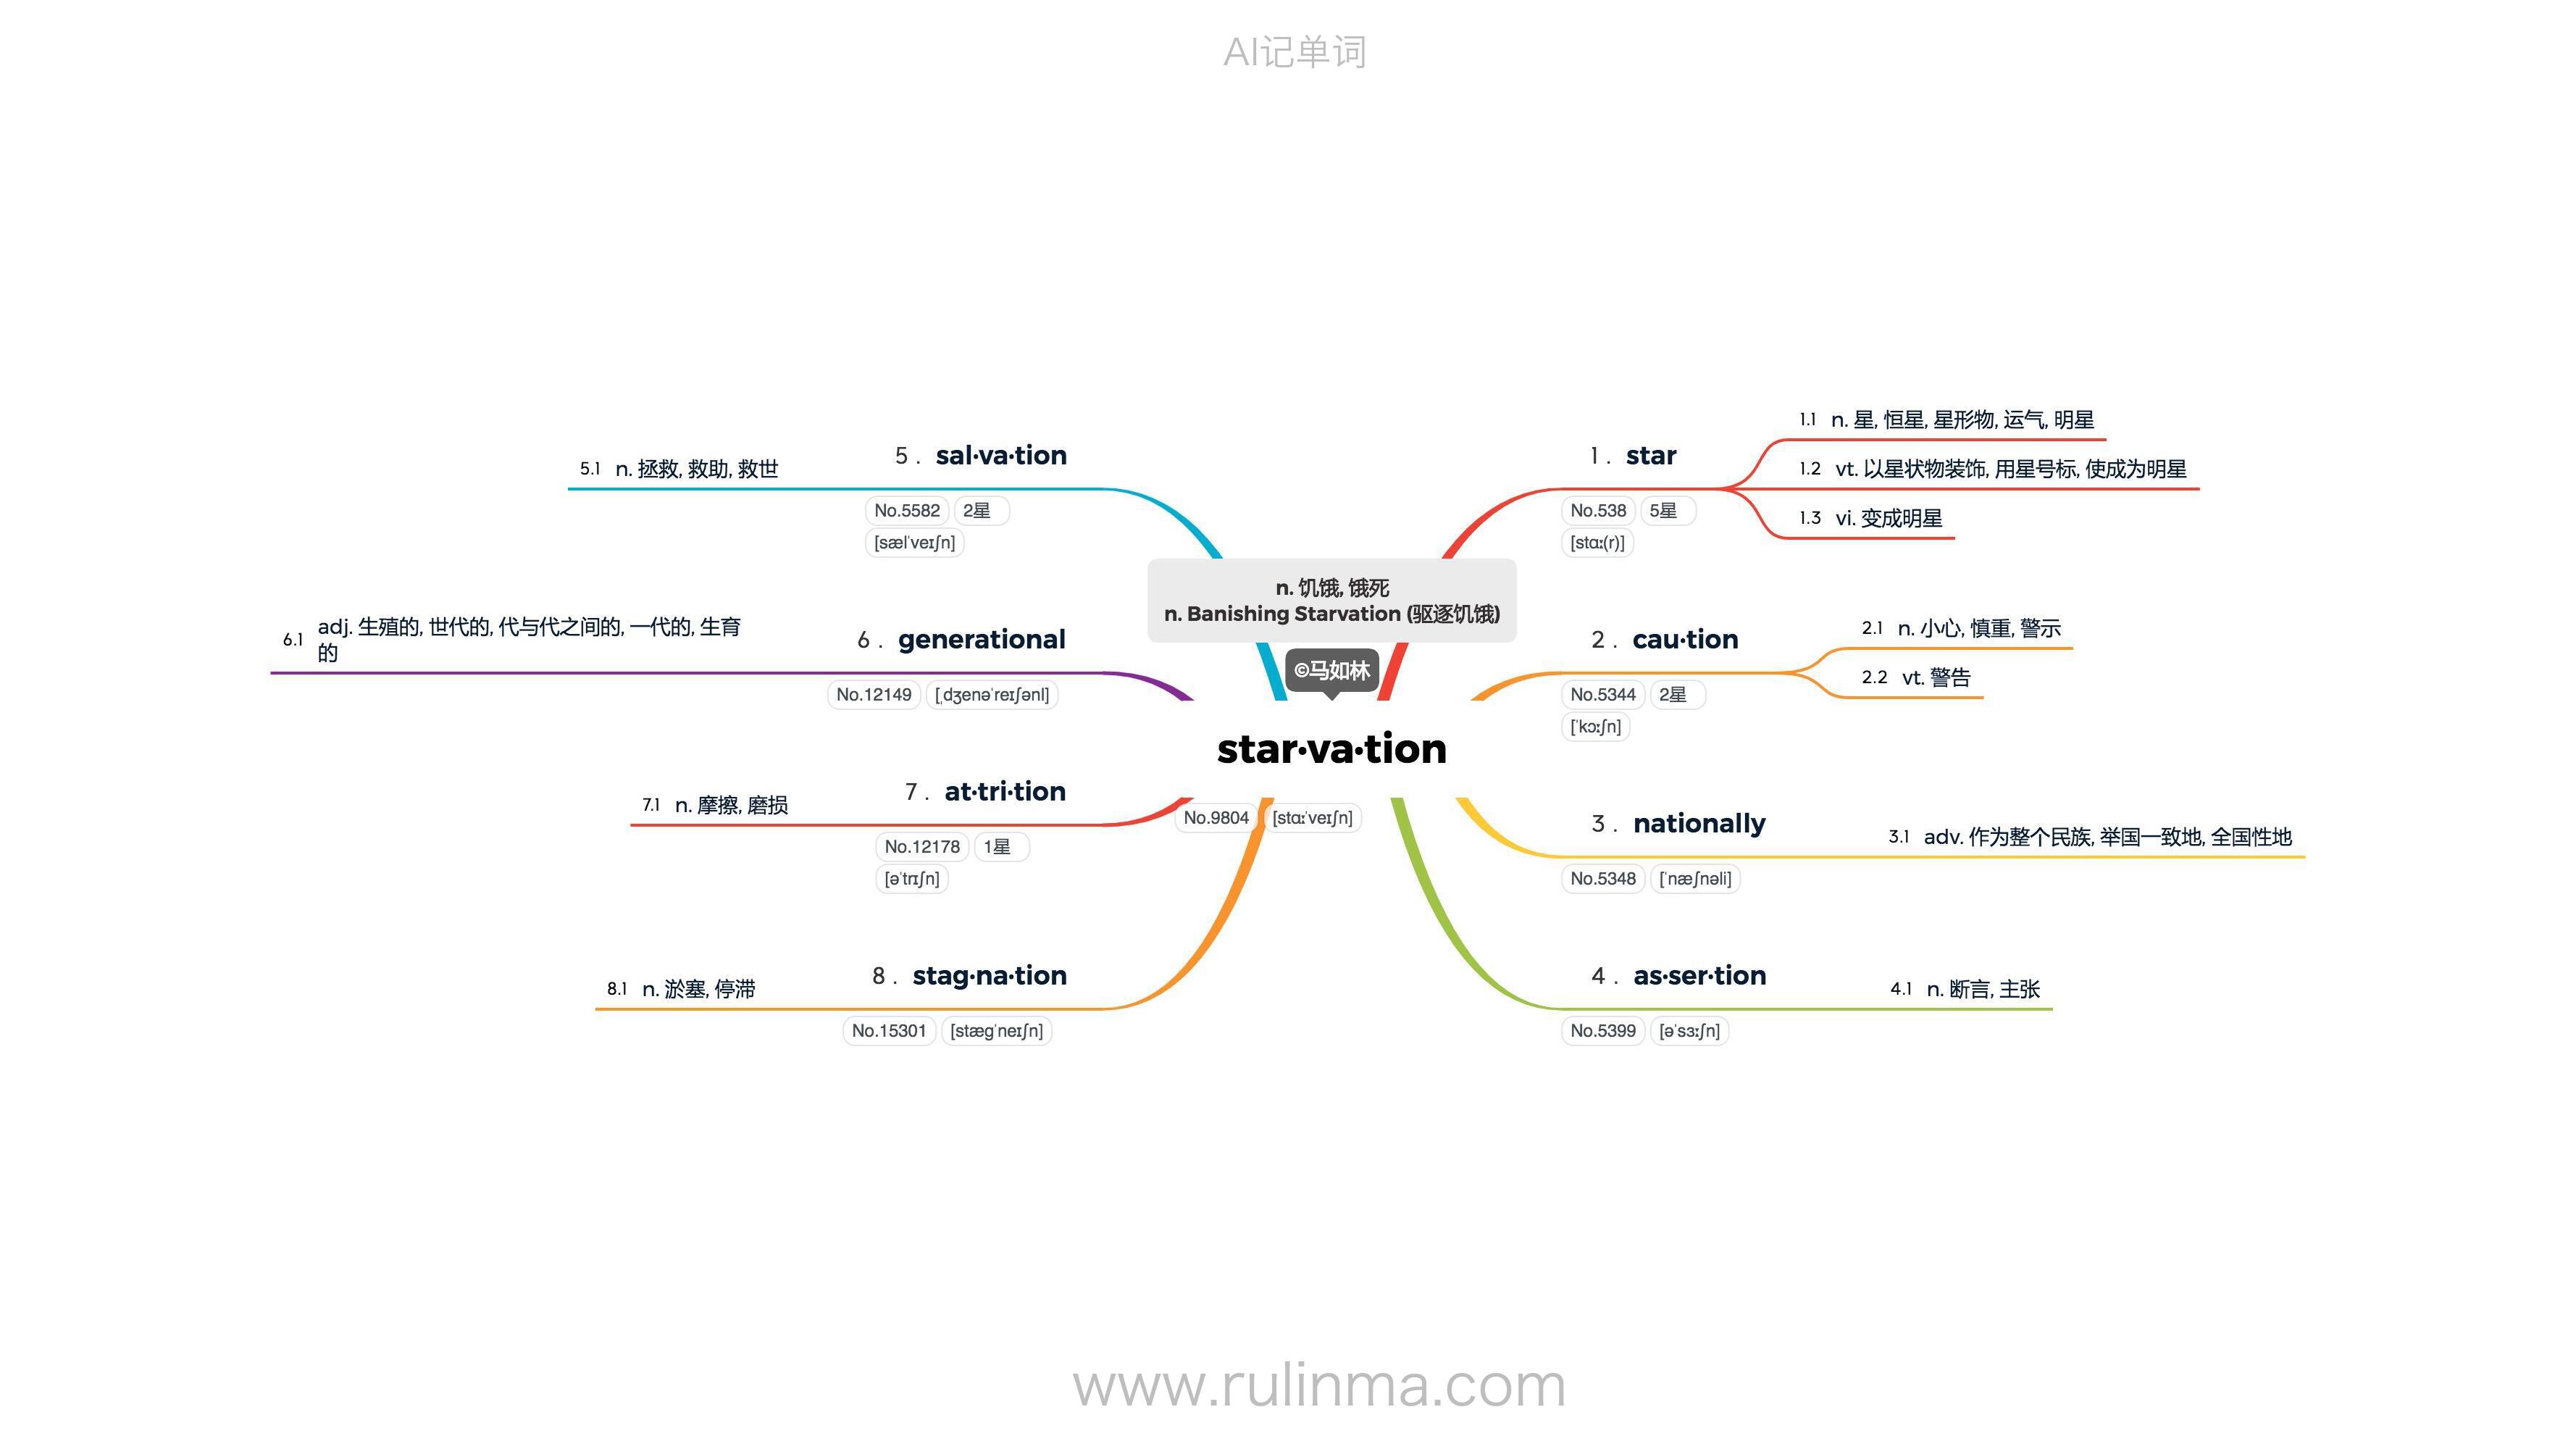 AI记单词
n. 饥饿, 饿死
n. Banishing Starvation (驱逐饥饿)
©马如林
star·va·tion
No.9804 [stɑːˈveɪʃn]
1 . star
No.538 5星
[stɑː(r)]
1.1 n. 星, 恒星, 星形物, 运气, 明星
1.2 vt. 以星状物装饰, 用星号标, 使成为明星
1.3 vi. 变成明星
2 . cau·tion
No.5344 2星
[ˈkɔːʃn]
2.1 n. 小心, 慎重, 警示
2.2 vt. 警告
3 . nationally
No.5348 [ˈnæʃnəli]
3.1 adv. 作为整个民族, 举国一致地, 全国性地
4 . as·ser·tion
No.5399 [əˈsɜːʃn]
4.1 n. 断言, 主张
5 . sal·va·tion
No.5582 2星
[sælˈveɪʃn]
5.1 n. 拯救, 救助, 救世
6 . generational
No.12149 [ˌdʒenəˈreɪʃənl]
6.1 adj. 生殖的, 世代的, 代与代之间的, 一代的, 生育
的
7 . at·tri·tion
No.12178 1星
[əˈtrɪʃn]
7.1 n. 摩擦, 磨损
8 . stag·na·tion
No.15301 [stæɡˈneɪʃn]
8.1 n. 淤塞, 停滞
www.rulinma.com